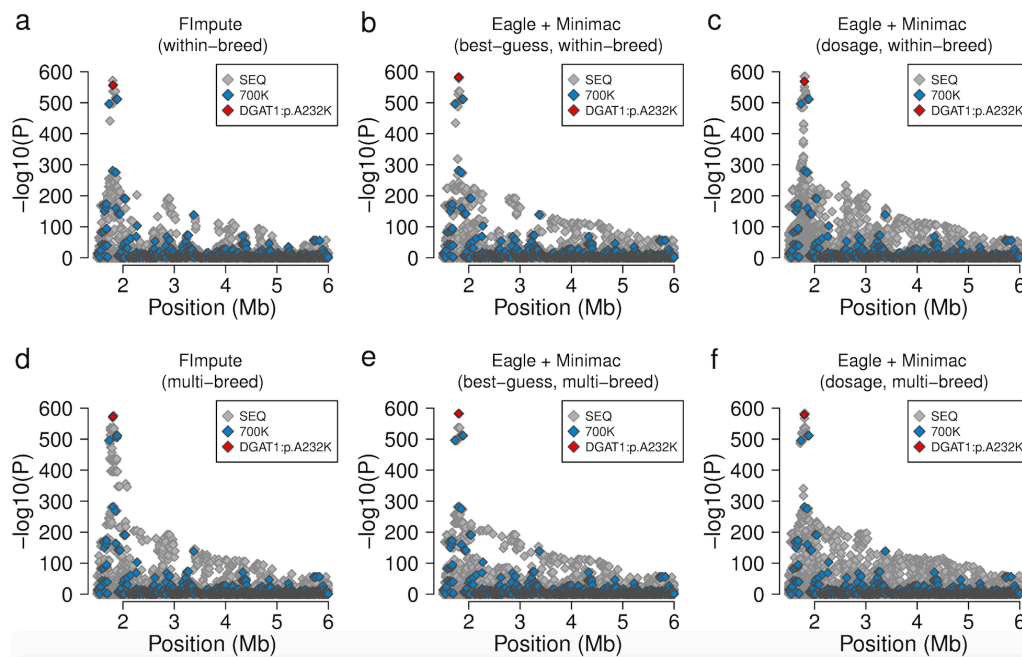 a
FImpute
(within−breed)
−log10(P)
600
500
400
300
200
100
0
SEQ
700K
DGAT1:p.A232K
2 3 4 5 6
Position (Mb)
b
Eagle + Minimac
(best−guess, within−breed)
−log10(P)
600
500
400
300
200
100
0
SEQ
700K
DGAT1:p.A232K
2 3 4 5 6
Position (Mb)
c
Eagle + Minimac
(dosage, within−breed)
−log10(P)
600
500
400
300
200
100
0
SEQ
700K
DGAT1:p.A232K
2 3 4 5 6
Position (Mb)
d
FImpute
(multi−breed)
−log10(P)
600
500
400
300
200
100
0
SEQ
700K
DGAT1:p.A232K
2 3 4 5 6
Position (Mb)
e
Eagle + Minimac
(best−guess, multi−breed)
−log10(P)
600
500
400
300
200
100
0
SEQ
700K
DGAT1:p.A232K
2 3 4 5 6
Position (Mb)
f
Eagle + Minimac
(dosage, multi−breed)
−log10(P)
600
500
400
300
200
100
0
SEQ
700K
DGAT1:p.A232K
2 3 4 5 6
Position (Mb)